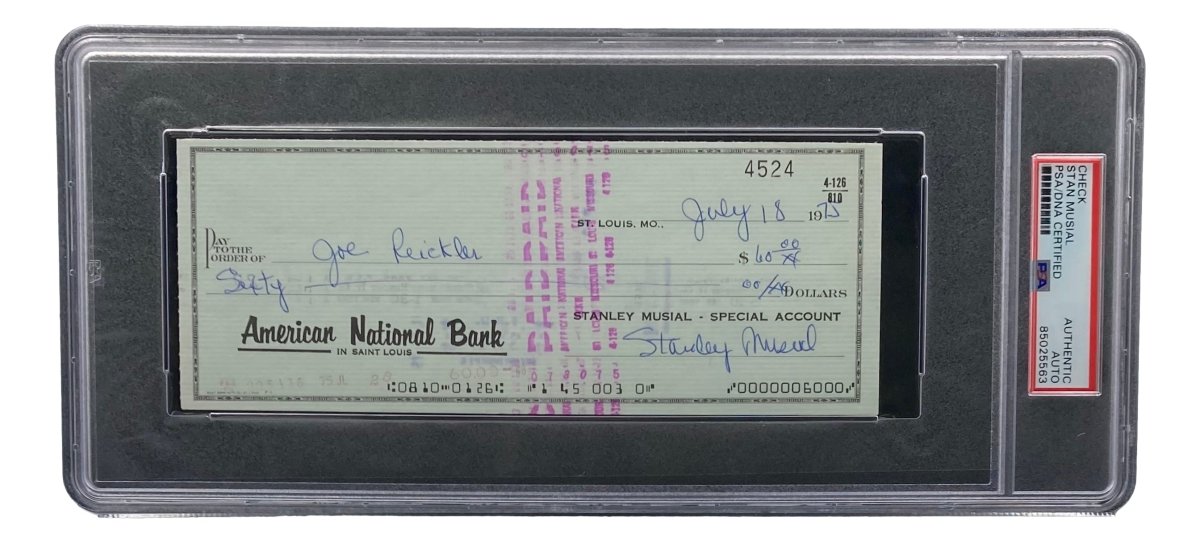 4524
4-126
810
ST. LOUIS, MO., July 18 1975
PAY
TO THE
ORDER OF Joe Reichler $ 60 00/XX
Sixty 00/XX DOLLARS
STANLEY MUSIAL - SPECIAL ACCOUNT
American National Bank
IN SAINT LOUIS
Stanley Musial
⑆0810⑉0126⑆ ⑈1 45 003 0⑈ ⑈0000006000⑈
CHECK
STAN MUSIAL
PSA/DNA CERTIFIED
PSA
AUTHENTIC
AUTO
85025563